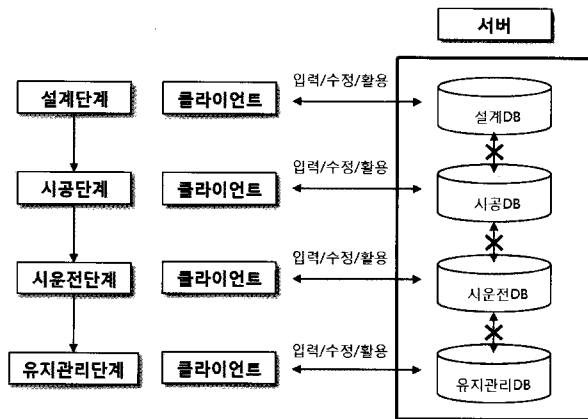 서버
설계단계
클라이언트
입력/수정/활용
설계DB
시공단계
클라이언트
입력/수정/활용
시공DB
시운전단계
클라이언트
입력/수정/활용
시운전DB
유지관리단계
클라이언트
입력/수정/활용
유지관리DB